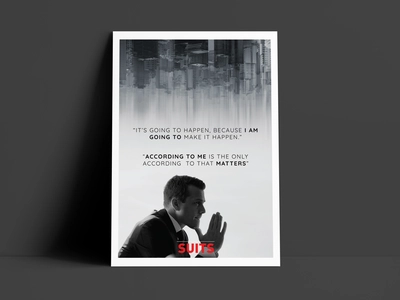 "IT'S GOING TO HAPPEN, BECAUSE I AM
GOING TO MAKE IT HAPPEN."
"ACCORDING TO ME IS THE ONLY
ACCORDING TO THAT MATTERS"
SUITS